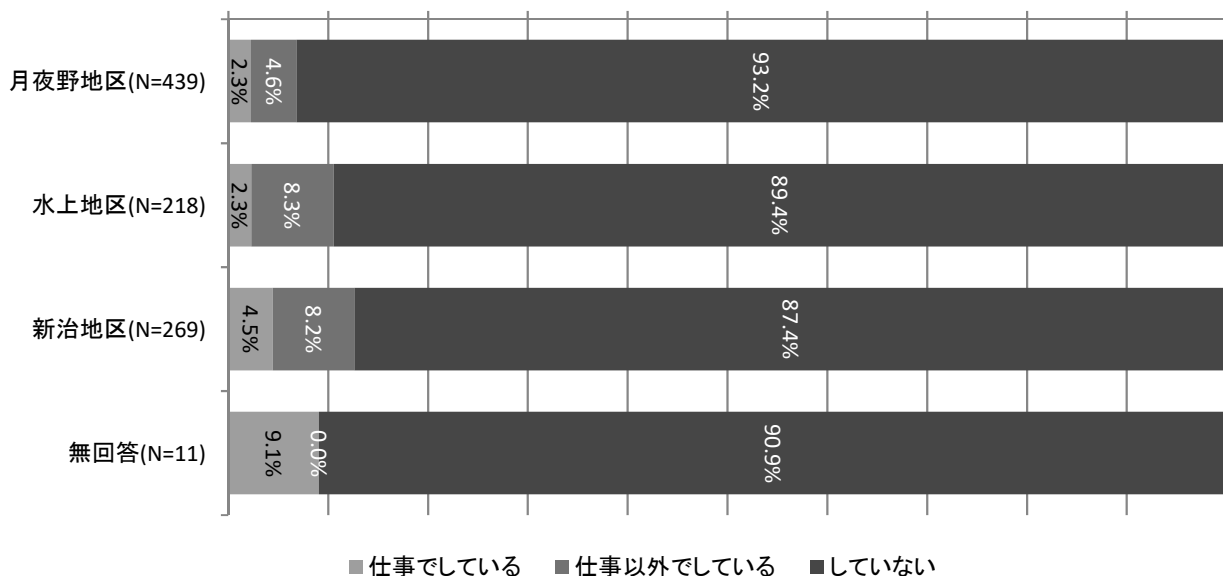 月夜野地区(N=439)
2.3%
4.6%
93.2%
水上地区(N=218)
2.3%
8.3%
89.4%
新治地区(N=269)
4.5%
8.2%
87.4%
無回答(N=11)
9.1%
0.0%
90.9%
仕事でしている 仕事以外でしている していない